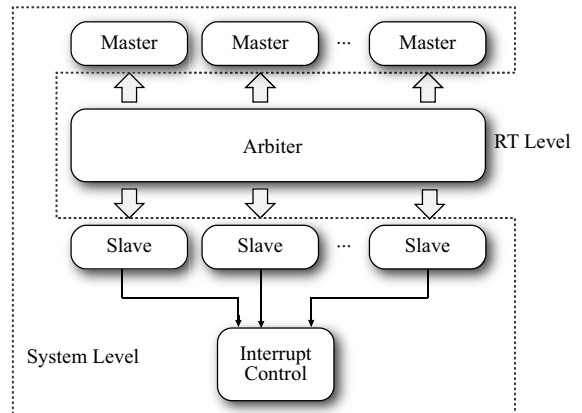 Master Master ... Master
Arbiter
RT Level
Slave Slave ... Slave
Interrupt
Control
System Level